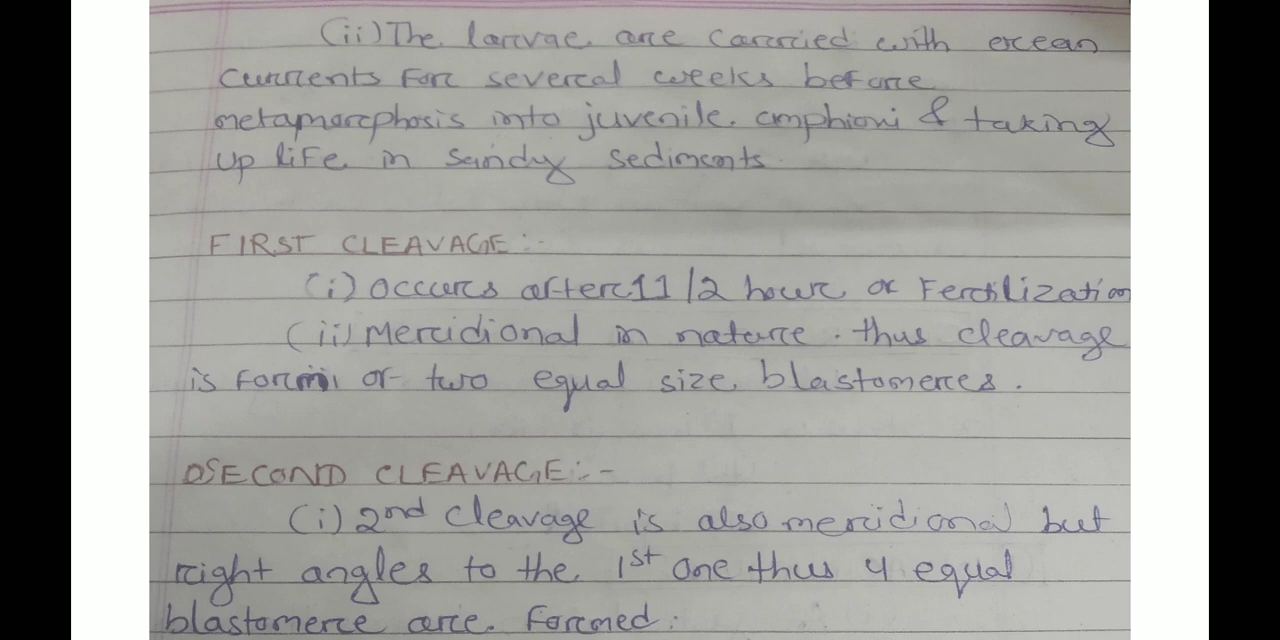 (ii) The larvae are carried with ocean
currents for several weeks before
metamorphosis into juvenile amphioxi & taking
up life in sandy sediments.
FIRST CLEAVAGE:-
(i) Occurs after 1 1/2 hour of Fertilization
(ii) Meridional in nature. thus cleavage
is form of two equal size blastomeres.
SECOND CLEAVAGE:-
(i) 2nd cleavage is also meridional but
right angles to the 1st one thus 4 equal
blastomere are formed.